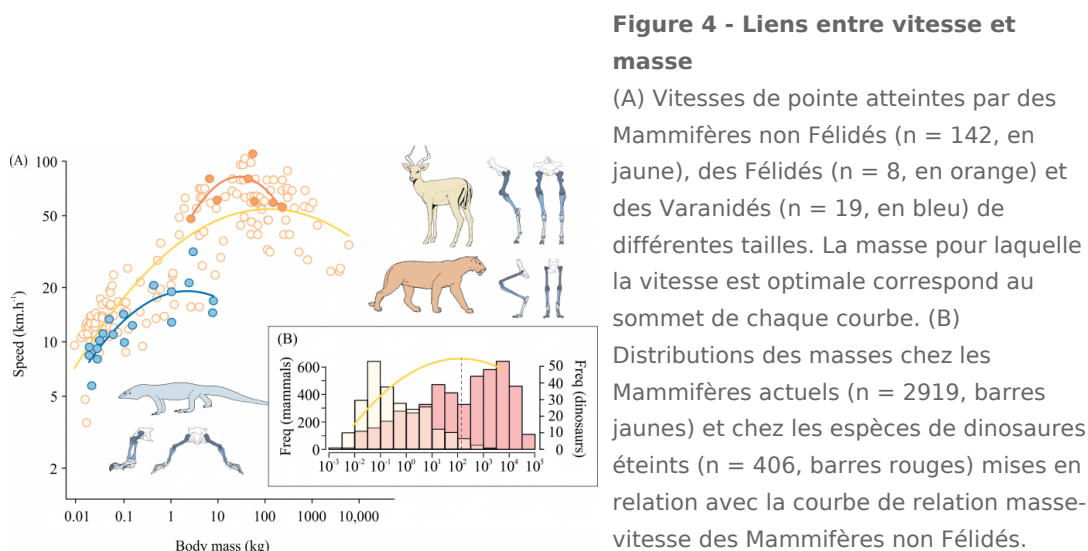 Figure 4 - Liens entre vitesse et
masse
(A) Vitesses de pointe atteintes par des
Mammifères non Félidés (n = 142, en
jaune), des Félidés (n = 8, en orange) et
des Varanidés (n = 19, en bleu) de
différentes tailles. La masse pour laquelle
la vitesse est optimale correspond au
sommet de chaque courbe. (B)
Distributions des masses chez les
Mammifères actuels (n = 2919, barres
jaunes) et chez les espèces de dinosaures
éteints (n = 406, barres rouges) mises en
relation avec la courbe de relation masse-
vitesse des Mammifères non Félidés.
(A)
Speed (km.h⁻¹)
100
50
20
10
5
2
0.01 0.1 1 10 100 1000 10,000
Body mass (kg)
(B)
Freq (mammals)
600
400
200
0
Freq (dinosaurs)
50
40
30
20
10
0
10⁻³ 10⁻² 10⁻¹ 10⁰ 10¹ 10² 10³ 10⁴ 10⁵